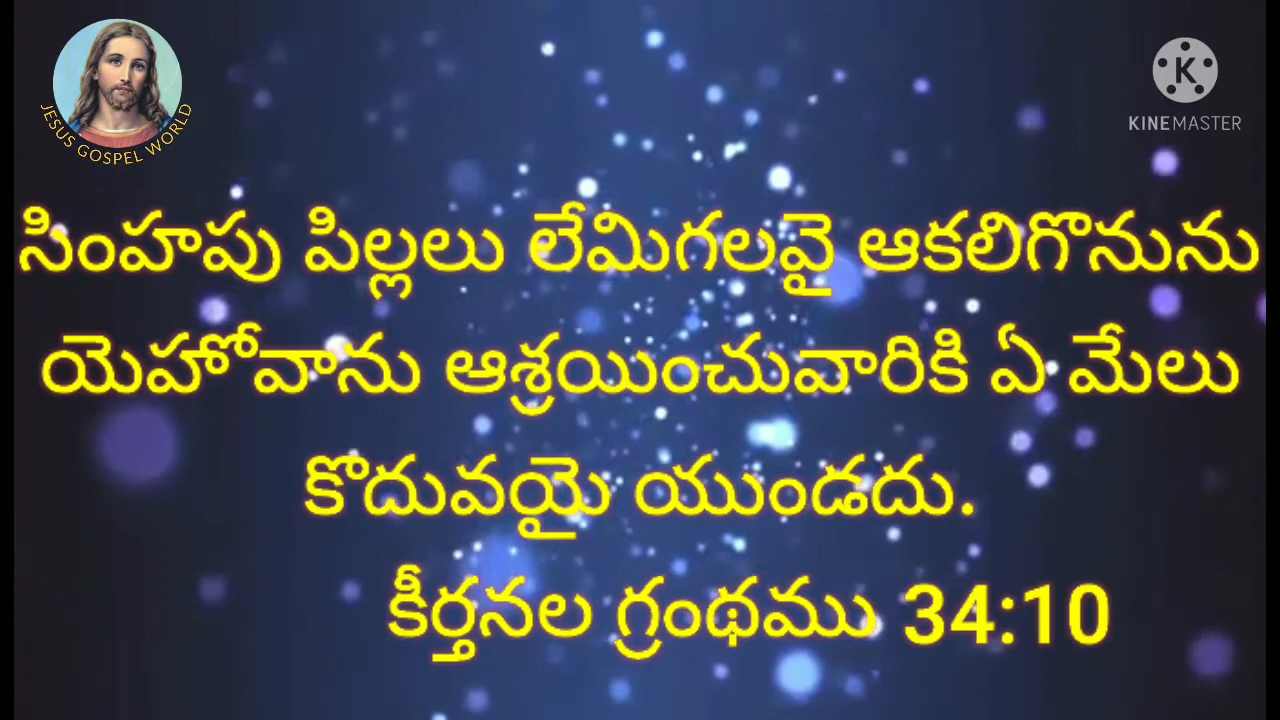 JESUS GOSPEL WORLD
KINEMASTER
సింహపు పిల్లలు లేమిగలవై ఆకలిగొనును
యెహోవాను ఆశ్రయించువారికి ఏ మేలు
కొదువయై యుండదు.
కీర్తనల గ్రంథము 34:10